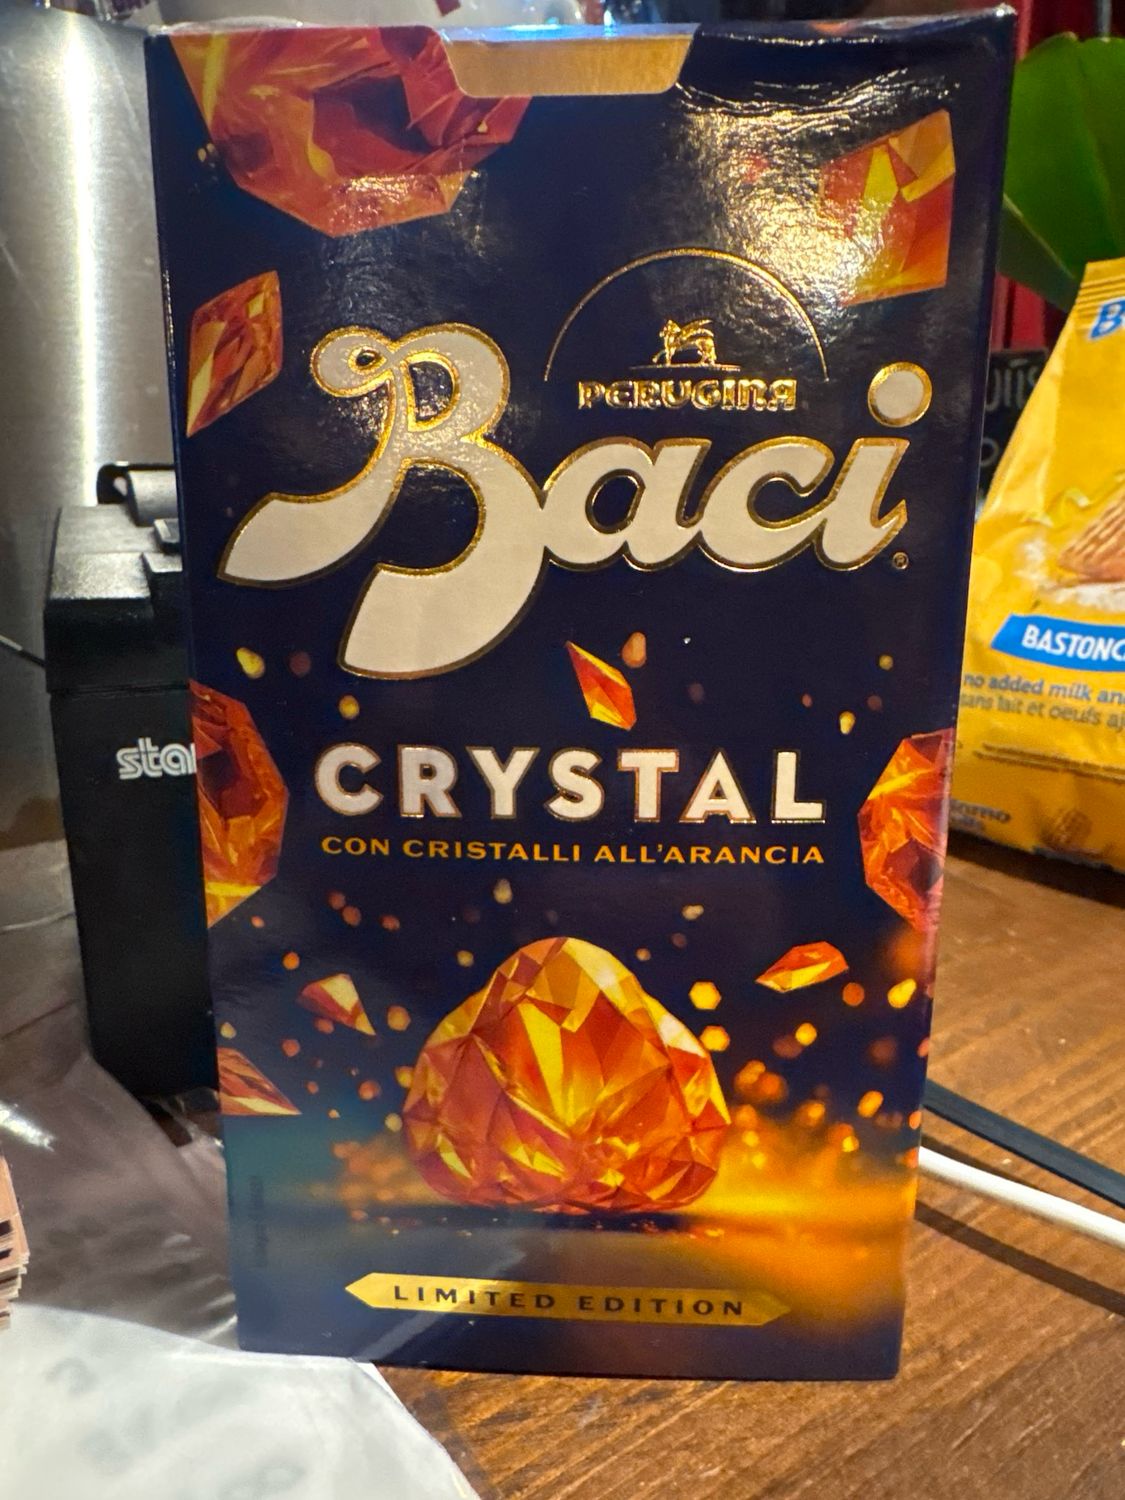 PERUGINA
Baci
®
CRYSTAL
CON CRISTALLI ALL'ARANCIA
LIMITED EDITION
star
B
BASTONC
no added milk an
sans lait et oeufs aj